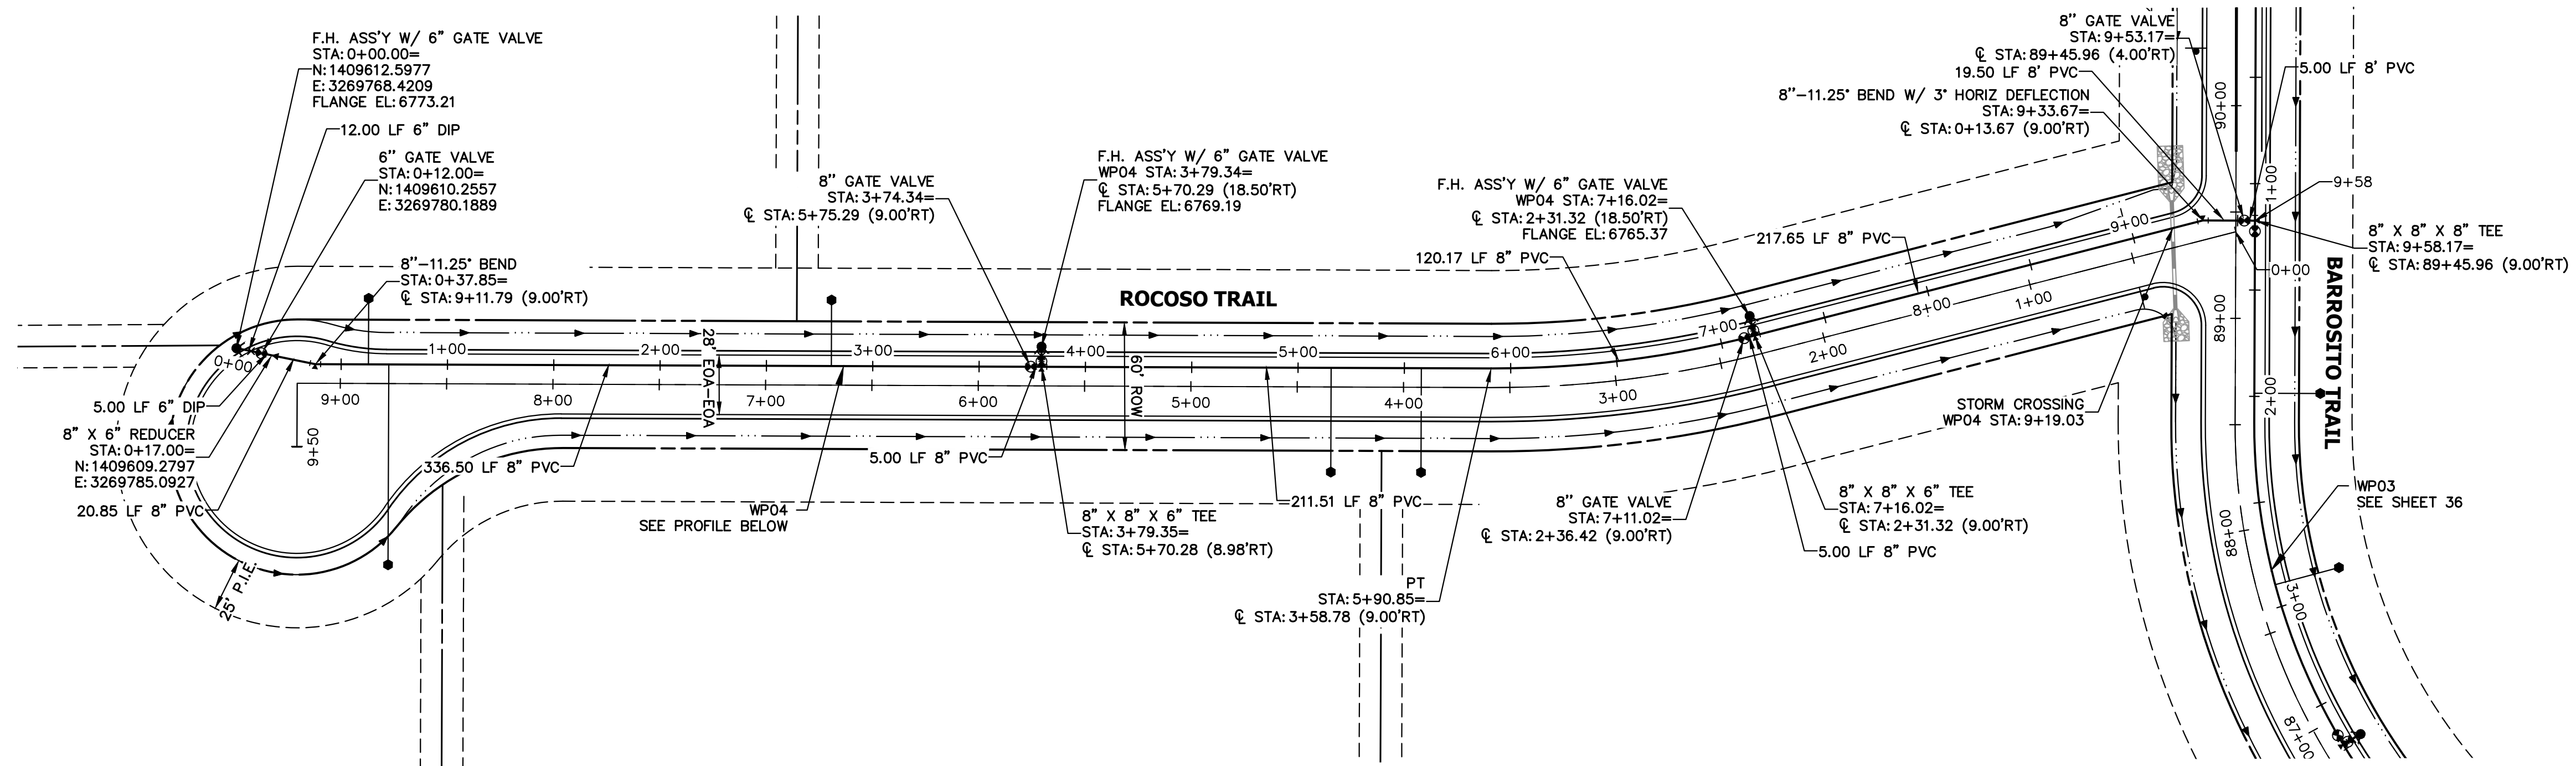 F.H. ASS'Y W/ 6" GATE VALVE
STA: 0+00.00=
N: 1409612.5977
E: 3269768.4209
FLANGE EL: 6773.21
12.00 LF 6" DIP
6" GATE VALVE
STA: 0+12.00=
N: 1409610.2557
E: 3269780.1889
8"-11.25° BEND
STA: 0+37.85=
℄ STA: 9+11.79 (9.00'RT)
8" GATE VALVE
STA: 3+74.34=
℄ STA: 5+75.29 (9.00'RT)
F.H. ASS'Y W/ 6" GATE VALVE
WP04 STA: 3+79.34=
℄ STA: 5+70.29 (18.50'RT)
FLANGE EL: 6769.19
ROCOSO TRAIL
F.H. ASS'Y W/ 6" GATE VALVE
WP04 STA: 7+16.02=
℄ STA: 2+31.32 (18.50'RT)
FLANGE EL: 6765.37
120.17 LF 8" PVC
217.65 LF 8" PVC
8" GATE VALVE
STA: 9+53.17=
℄ STA: 89+45.96 (4.00'RT)
19.50 LF 8' PVC
8"-11.25° BEND W/ 3° HORIZ DEFLECTION
STA: 9+33.67=
℄ STA: 0+13.67 (9.00'RT)
5.00 LF 8' PVC
9+58
8" X 8" X 8" TEE
STA: 9+58.17=
℄ STA: 89+45.96 (9.00'RT)
0+00
BARROSITO TRAIL
90+00
1+00
89+00
2+00
88+00
3+00
87+00
0+00
1+00
2+00
3+00
4+00
5+00
6+00
7+00
8+00
9+00
9+50
9+00
8+00
7+00
6+00
5+00
4+00
3+00
2+00
1+00
28' EOA-EOA
60' ROW
5.00 LF 6" DIP
8" X 6" REDUCER
STA: 0+17.00=
N: 1409609.2797
E: 3269785.0927
20.85 LF 8" PVC
25' P.I.E.
336.50 LF 8" PVC
WP04
SEE PROFILE BELOW
5.00 LF 8" PVC
8" X 8" X 6" TEE
STA: 3+79.35=
℄ STA: 5+70.28 (8.98'RT)
211.51 LF 8" PVC
PT
STA: 5+90.85=
℄ STA: 3+58.78 (9.00'RT)
8" GATE VALVE
STA: 7+11.02=
℄ STA: 2+36.42 (9.00'RT)
8" X 8" X 6" TEE
STA: 7+16.02=
℄ STA: 2+31.32 (9.00'RT)
5.00 LF 8" PVC
STORM CROSSING
WP04 STA: 9+19.03
WP03
SEE SHEET 36